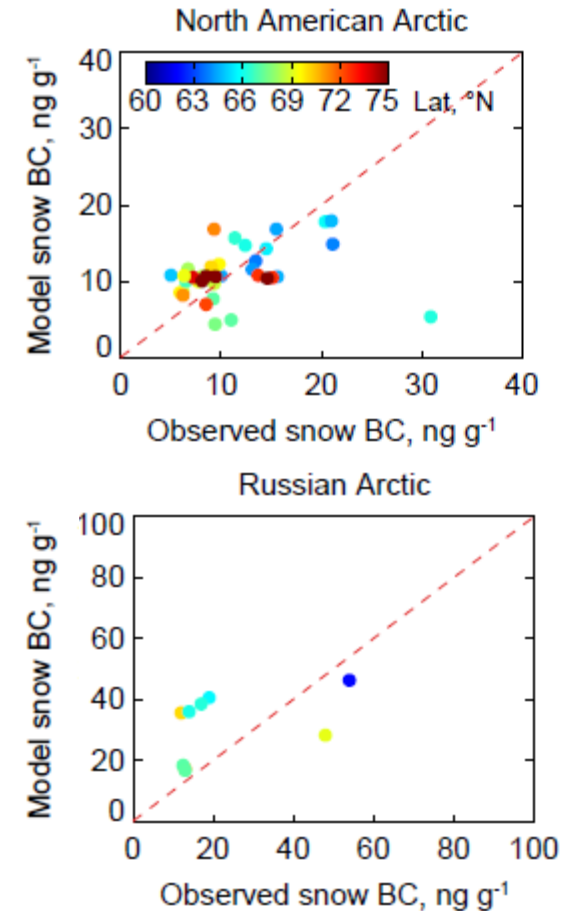 North American Arctic
Model snow BC, ng g-1
40
30
20
10
0
60 63 66 69 72 75 Lat, °N
0 10 20 30 40
Observed snow BC, ng g-1
Russian Arctic
Model snow BC, ng g-1
100
80
60
40
20
0
0 20 40 60 80 100
Observed snow BC, ng g-1